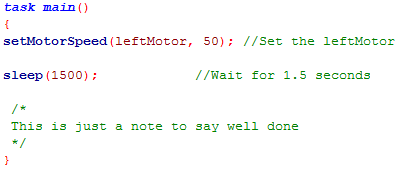 task main()
{
setMotorSpeed(leftMotor, 50); //Set the leftMotor
sleep(1500); //Wait for 1.5 seconds
/*
This is just a note to say well done
*/
}